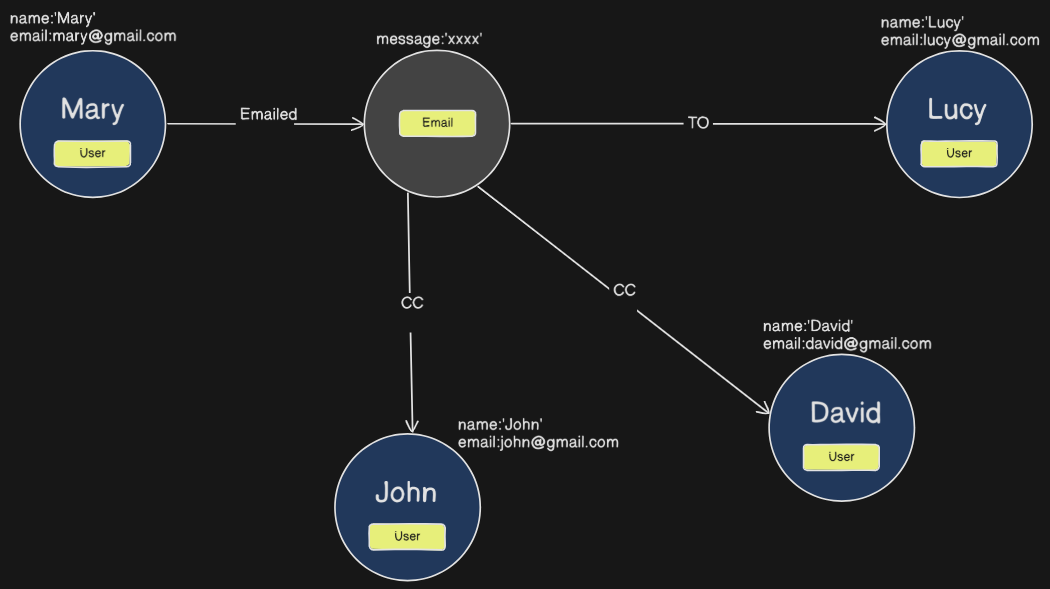 name:'Mary'
email:mary@gmail.com
Mary
User
Emailed
message:'xxxx'
Email
TO
name:'Lucy'
email:lucy@gmail.com
Lucy
User
CC
CC
name:'David'
email:david@gmail.com
David
User
name:'John'
email:john@gmail.com
John
User